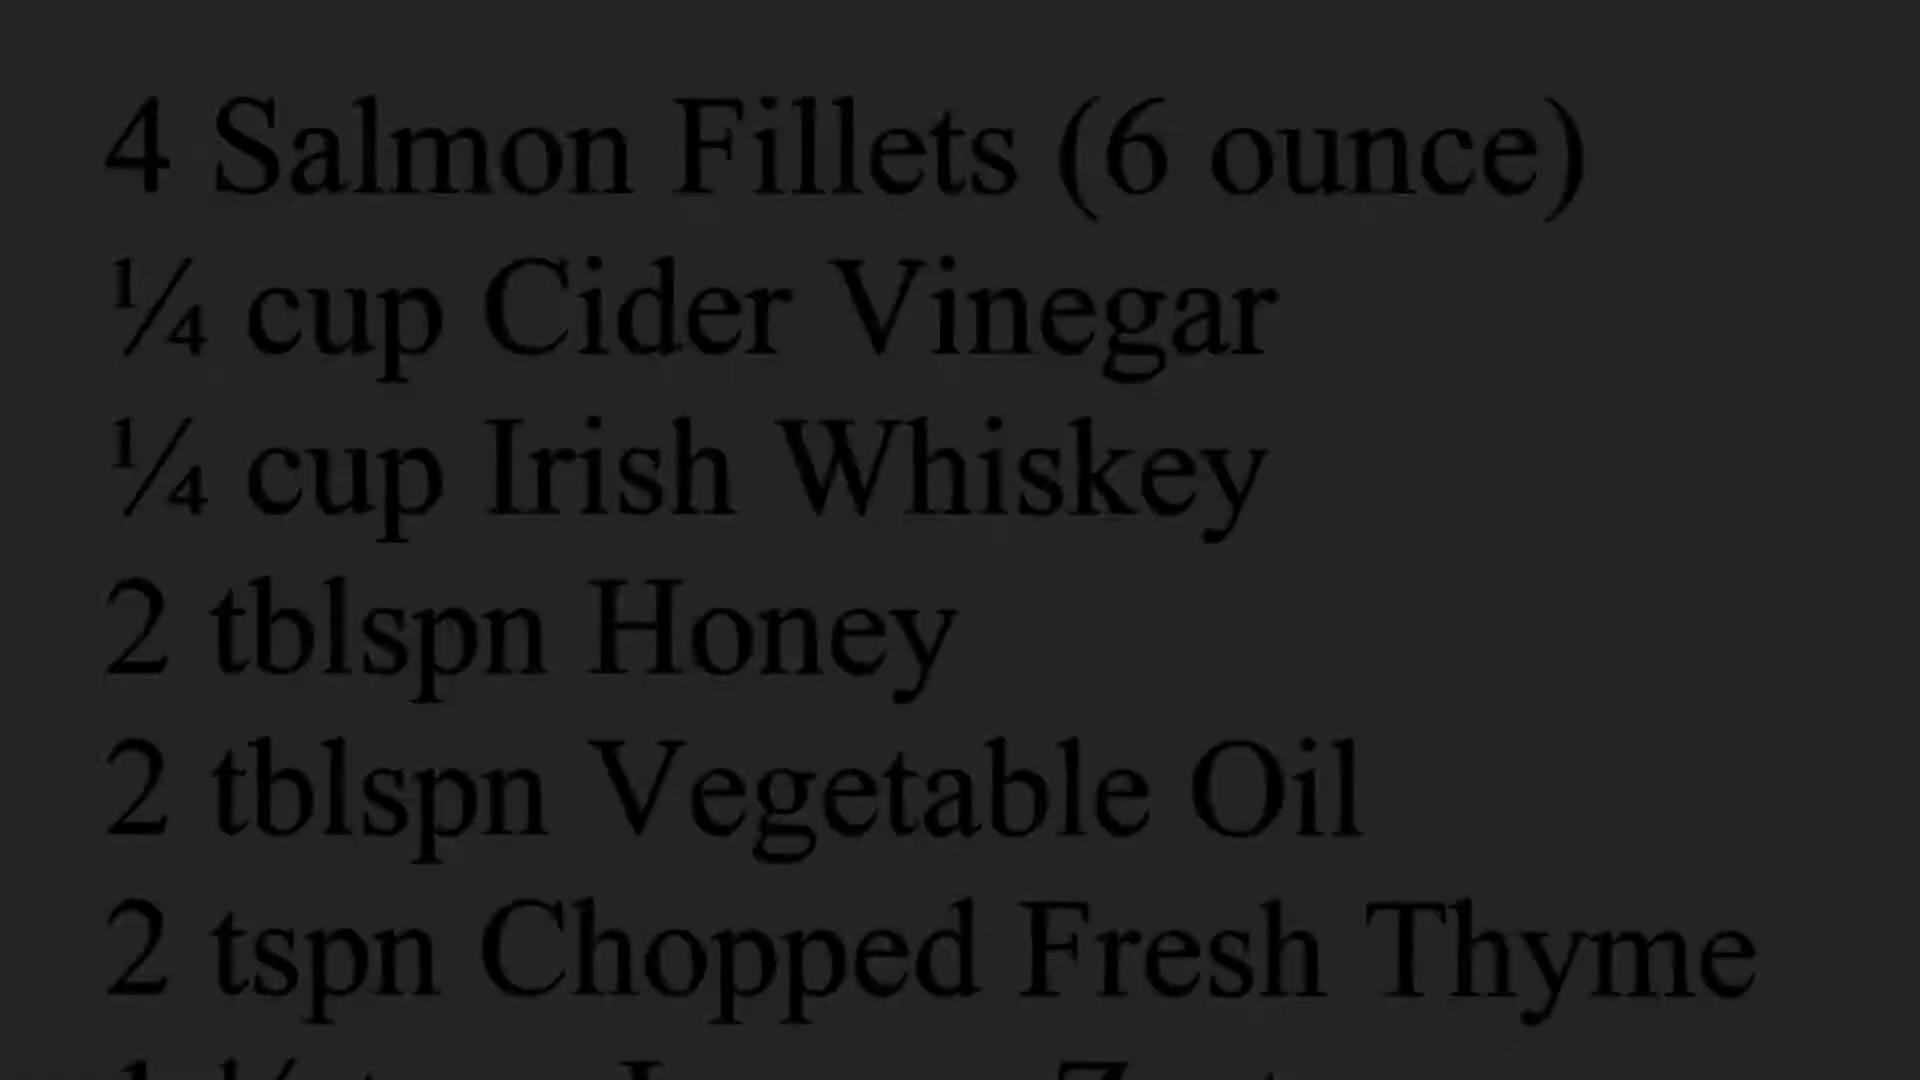 4 Salmon Fillets (6 ounce)
¼ cup Cider Vinegar
¼ cup Irish Whiskey
2 tblspn Honey
2 tblspn Vegetable Oil
2 tspn Chopped Fresh Thyme